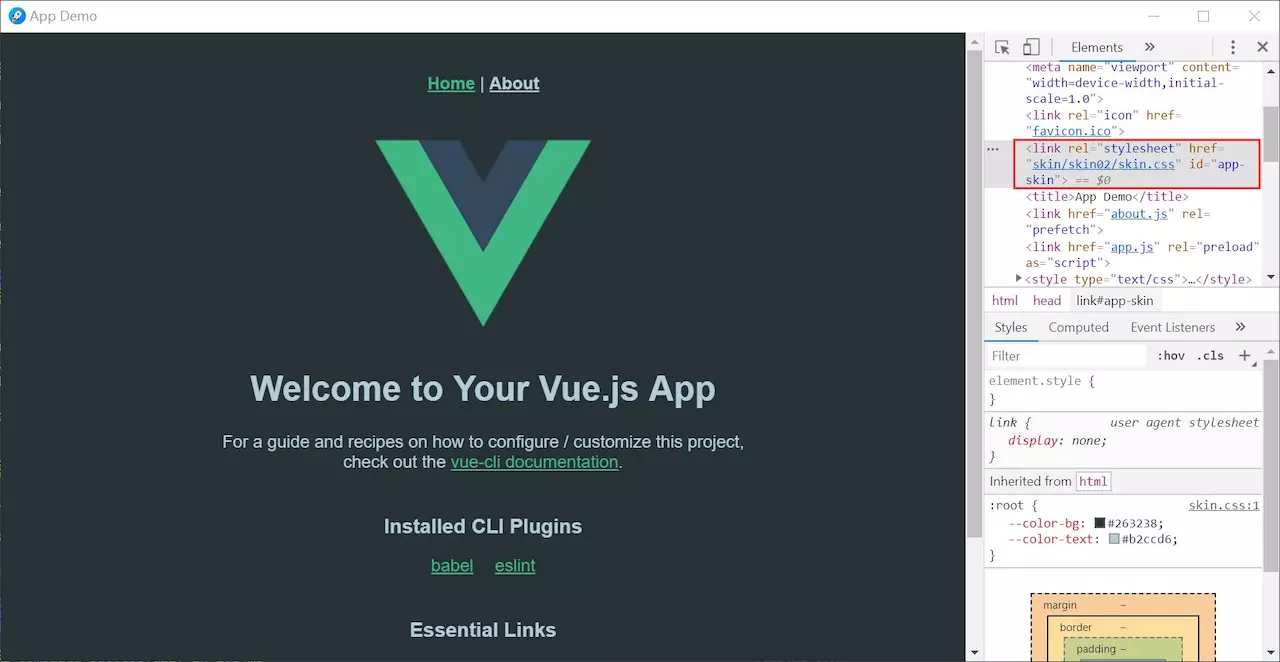 App Demo
Home | About
Welcome to Your Vue.js App
For a guide and recipes on how to configure / customize this project,
check out the vue-cli documentation.
Installed CLI Plugins
babel eslint
Essential Links
Elements »
<meta name="viewport" content=
"width=device-width,initial-
scale=1.0">
<link rel="icon" href=
"favicon.ico">
<link rel="stylesheet" href=
"skin/skin02/skin.css" id="app-
skin"> == $0
<title>App Demo</title>
<link href="about.js" rel=
"prefetch">
<link href="app.js" rel="preload"
as="script">
<style type="text/css">…</style>
html head link#app-skin
Styles Computed Event Listeners »
Filter :hov .cls +
element.style {
}
link { user agent stylesheet
display: none;
}
Inherited from html
:root { skin.css:1
--color-bg: #263238;
--color-text: #b2ccd6;
}
margin –
border –
padding –